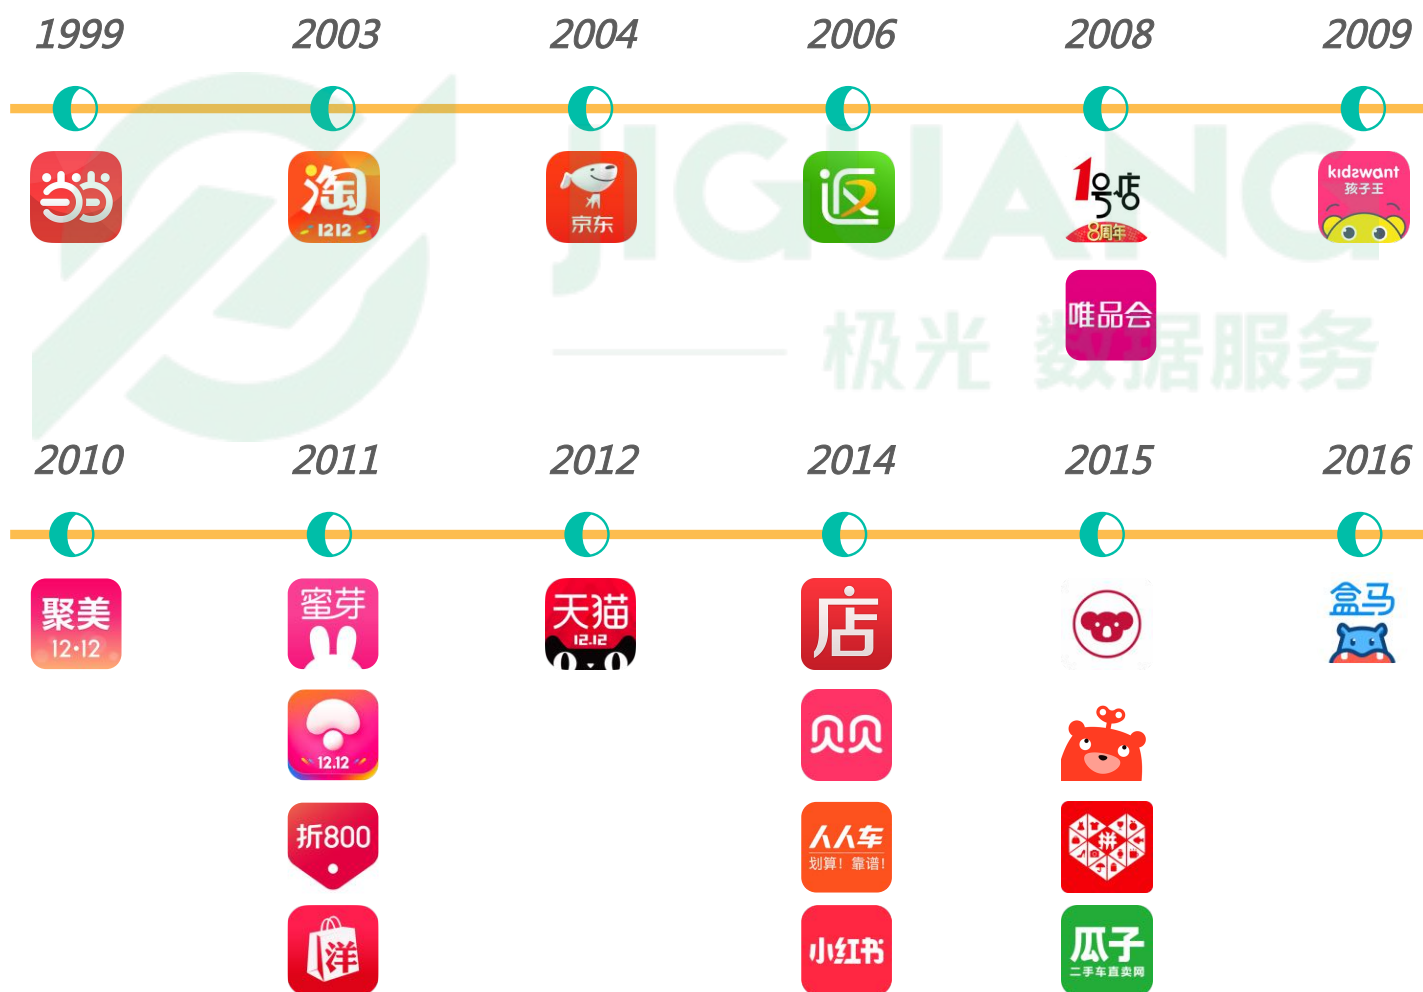 1999
2003
2004
2006
2008
2009
当当
淘
1212
京东
返
1号店
8周年
kidswant
孩子王
唯品会
JIGUANG
极光 数据服务
2010
2011
2012
2014
2015
2016
聚美
12·12
蜜芽
天猫
12.12
店
盒马
12.12
贝贝
折800
人人车
划算！靠谱！
拼
洋
小红书
瓜子
二手车直卖网